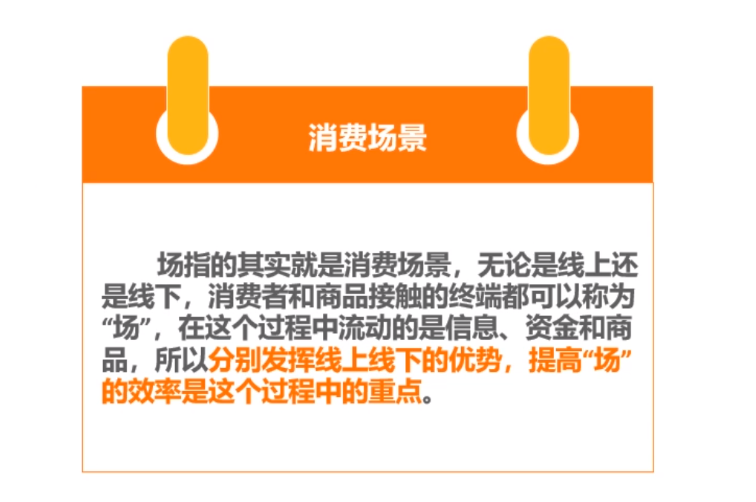 消费场景
场指的其实就是消费场景，无论是线上还
是线下，消费者和商品接触的终端都可以称为
“场”，在这个过程中流动的是信息、资金和商
品，所以分别发挥线上线下的优势，提高“场”
的效率是这个过程中的重点。